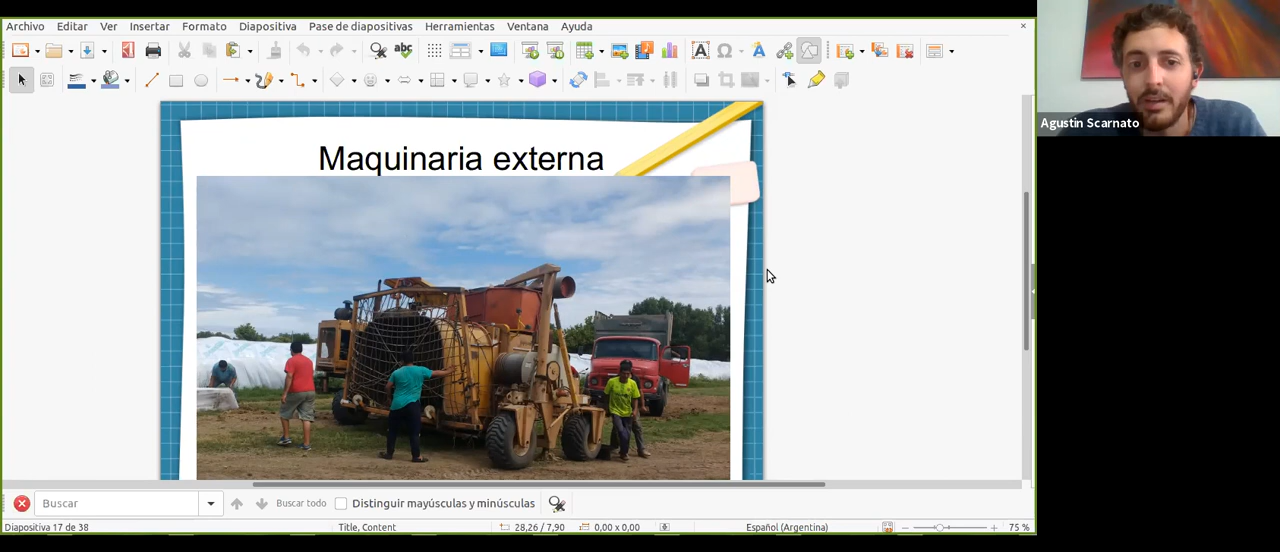 Archivo Editar Ver Insertar Formato Diapositiva Pase de diapositivas Herramientas Ventana Ayuda
Agustin Scarnato
Maquinaria externa
Buscar Buscar todo Distinguir mayúsculas y minúsculas
Diapositiva 17 de 38 Title, Content 28,26 / 7,90 0,00 x 0,00 Español (Argentina) 75 %